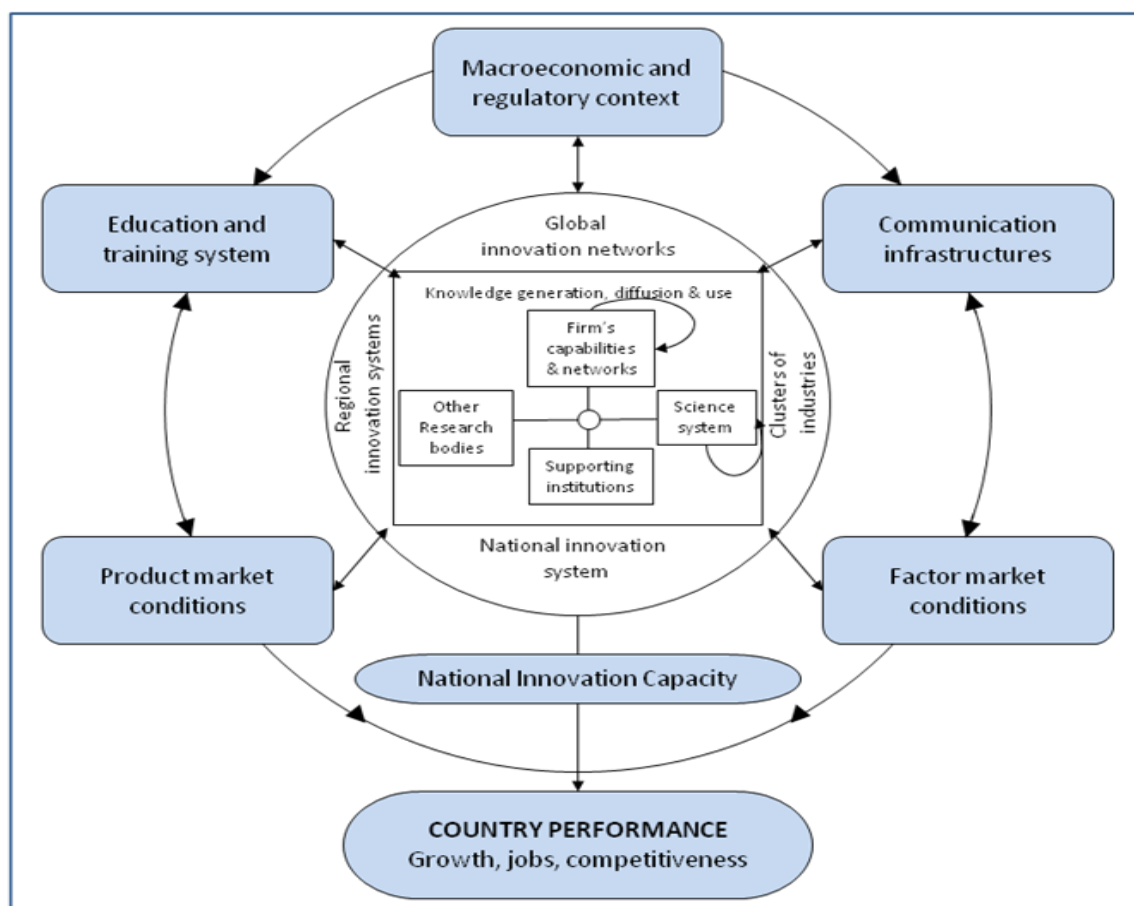 Macroeconomic and
regulatory context
Education and
training system
Communication
infrastructures
Global
innovation networks
Knowledge generation, diffusion & use
Regional
innovation systems
Firm's
capabilities
& networks
Other
Research
bodies
Science
system
Supporting
institutions
Clusters of
industries
National innovation
system
Product market
conditions
Factor market
conditions
National Innovation Capacity
COUNTRY PERFORMANCE
Growth, jobs, competitiveness